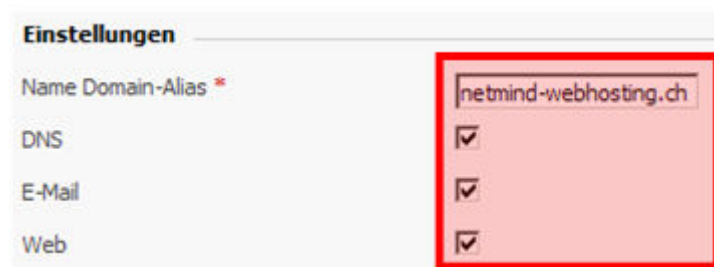 Einstellungen
Name Domain-Alias * netmind-webhosting.ch
DNS
E-Mail
Web